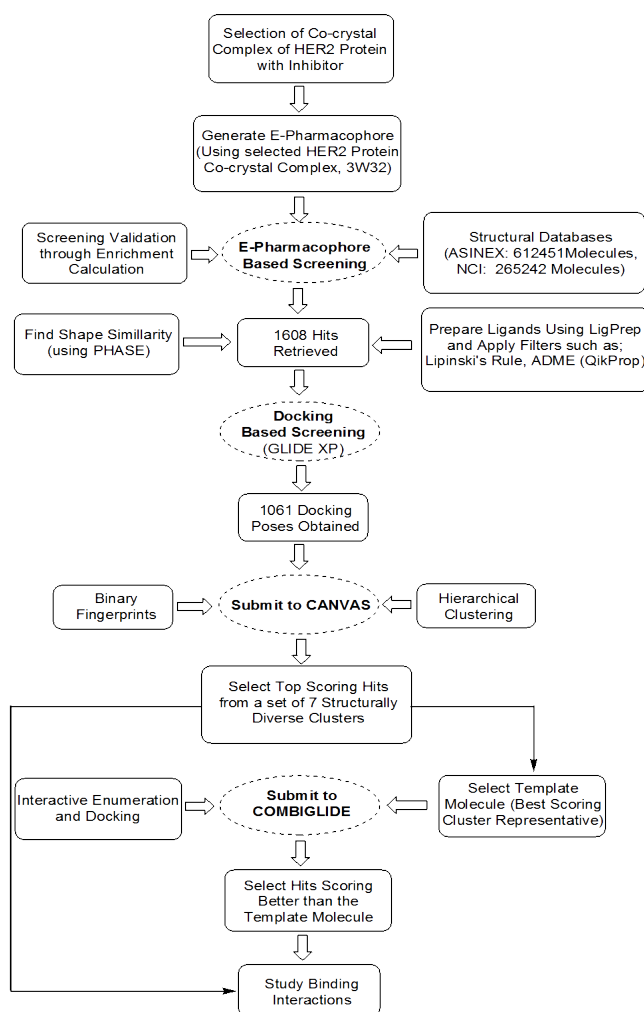 Selection of Co-crystal
Complex of HER2 Protein
with Inhibitor
Generate E-Pharmacophore
(Using selected HER2 Protein
Co-crystal Complex, 3W32)
Screening Validation
through Enrichment
Calculation
E-Pharmacophore
Based Screening
Structural Databases
(ASINEX: 612451Molecules,
NCI: 265242 Molecules)
Find Shape Simillarity
(using PHASE)
1608 Hits
Retrieved
Prepare Ligands Using LigPrep
and Apply Filters such as;
Lipinski's Rule, ADME (QikProp)
Docking
Based Screening
(GLIDE XP)
1061 Docking
Poses Obtained
Binary
Fingerprints
Submit to CANVAS
Hierarchical
Clustering
Select Top Scoring Hits
from a set of 7 Structurally
Diverse Clusters
Interactive Enumeration
and Docking
Submit to
COMBIGLIDE
Select Template
Molecule (Best Scoring
Cluster Representative)
Select Hits Scoring
Better than the
Template Molecule
Study Binding
Interactions